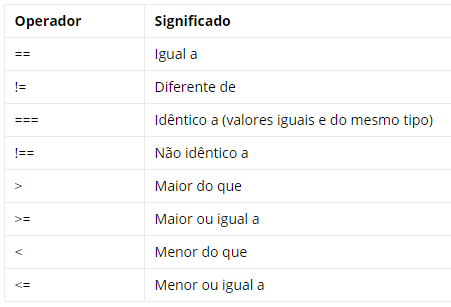 Operador Significado
== Igual a
!= Diferente de
=== Idêntico a (valores iguais e do mesmo tipo)
!== Não idêntico a
> Maior do que
>= Maior ou igual a
< Menor do que
<= Menor ou igual a